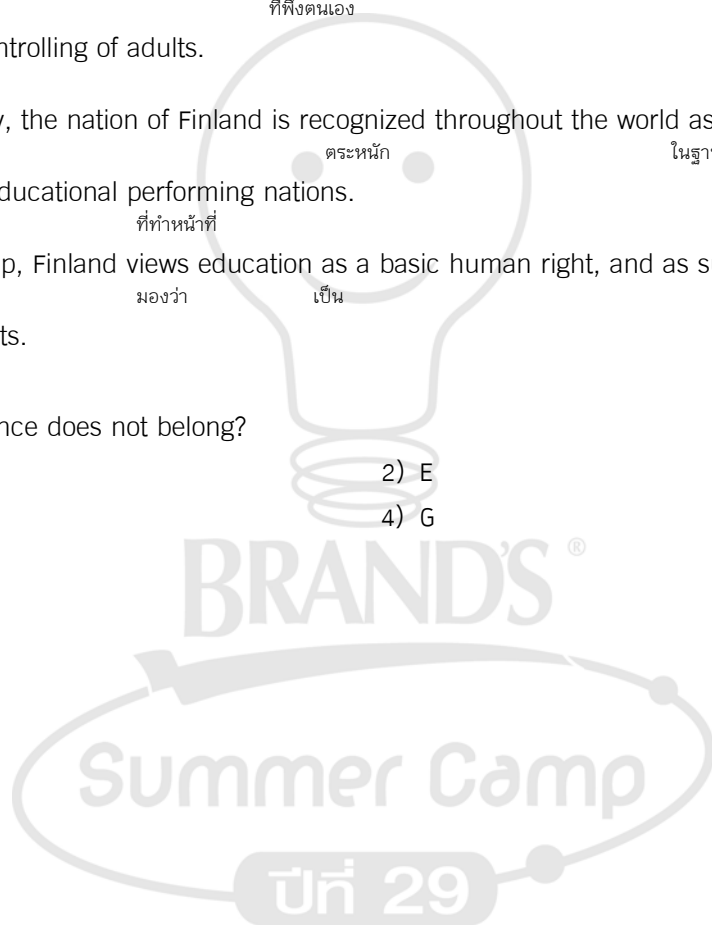 ที่พึ่งตนเอง
ntrolling of adults.
, the nation of Finland is recognized throughout the world as
ตระหนัก ในฐา
ducational performing nations.
ที่ทำหน้าที่
p, Finland views education as a basic human right, and as s
มองว่า เป็น
ts.
nce does not belong?
2) E
4) G
BRAND'S ®
Summer Camp
ปีที่ 29